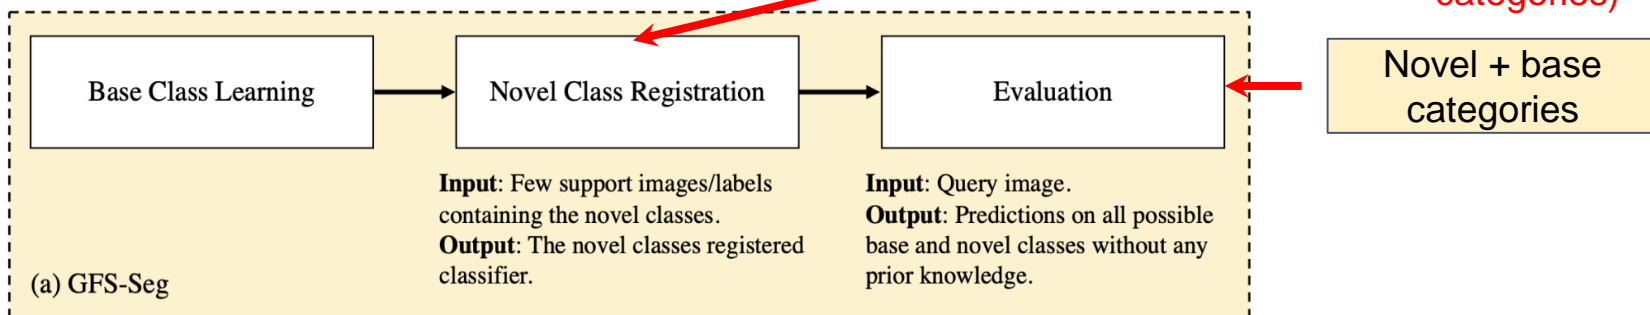 categories)
Base Class Learning
Novel Class Registration
Evaluation
Novel + base
categories
Input: Few support images/labels
containing the novel classes.
Output: The novel classes registered
classifier.
Input: Query image.
Output: Predictions on all possible
base and novel classes without any
prior knowledge.
(a) GFS-Seg